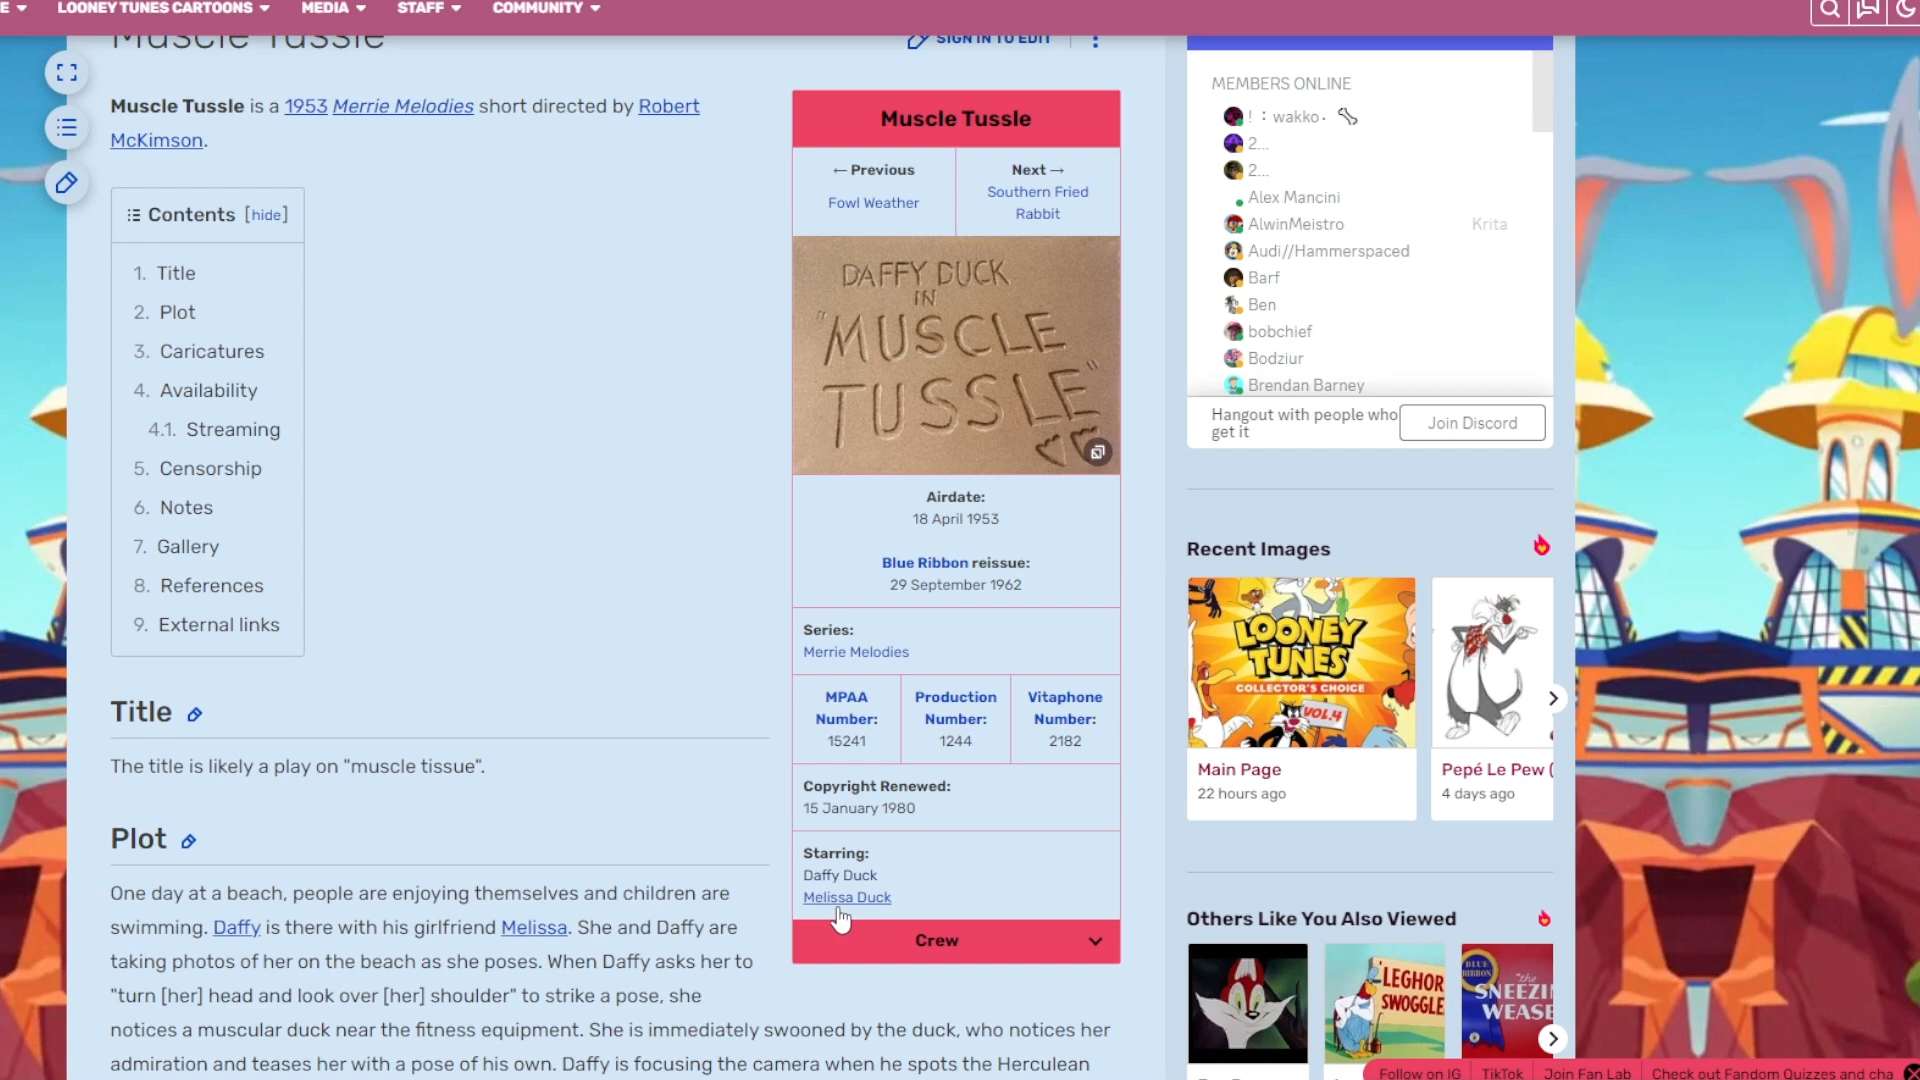 LOONEY TUNES CARTOONS
MEDIA
STAFF
COMMUNITY
Muscle Tussle
SIGN IN TO EDIT
Muscle Tussle is a 1953 Merrie Melodies short directed by Robert
McKimson.
Contents [hide]
1. Title
2. Plot
3. Caricatures
4. Availability
4.1. Streaming
5. Censorship
6. Notes
7. Gallery
8. References
9. External links
Title
The title is likely a play on "muscle tissue".
Plot
One day at a beach, people are enjoying themselves and children are
swimming. Daffy is there with his girlfriend Melissa. She and Daffy are
taking photos of her on the beach as she poses. When Daffy asks her to
"turn [her] head and look over [her] shoulder" to strike a pose, she
notices a muscular duck near the fitness equipment. She is immediately swooned by the duck, who notices her
admiration and teases her with a pose of his own. Daffy is focusing the camera when he spots the Herculean
Muscle Tussle
← Previous
Fowl Weather
Next →
Southern Fried
Rabbit
DAFFY DUCK
IN
"MUSCLE
TUSSLE"
Airdate:
18 April 1953
Blue Ribbon reissue:
29 September 1962
Series:
Merrie Melodies
MPAA
Number:
15241
Production
Number:
1244
Vitaphone
Number:
2182
Copyright Renewed:
15 January 1980
Starring:
Daffy Duck
Melissa Duck
Crew
MEMBERS ONLINE
! : wakko.
2...
2...
Alex Mancini
AlwinMeistro
Krita
Audi//Hammerspaced
Barf
Ben
bobchief
Bodziur
Brendan Barney
Hangout with people who
get it
Join Discord
Recent Images
LOONEY
TUNES
COLLECTOR'S CHOICE
VOL.4
Main Page
22 hours ago
Pepé Le Pew (
4 days ago
Others Like You Also Viewed
LEGHOR
SWOGGLE
BLUE
RIBBON
"the
SNEEZIN
WEASE
Follow on IG
TikTok
Join Fan Lab
Check out Fandom Quizzes and cha